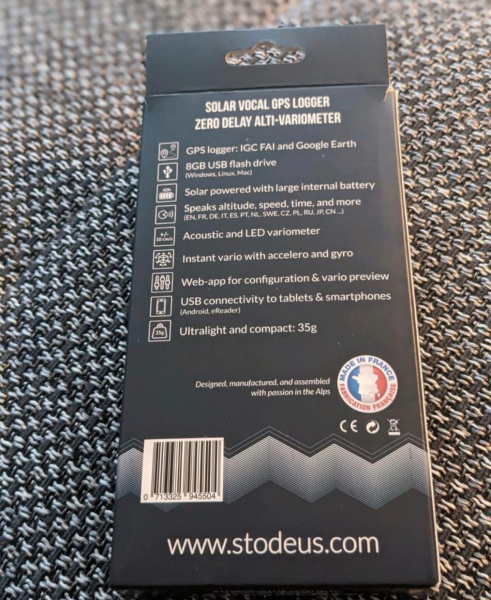 SOLAR VOCAL GPS LOGGER
ZERO DELAY ALTI-VARIOMETER
GPS logger: IGC FAI and Google Earth
8GB USB flash drive
(Windows, Linux, Mac)
Solar powered with large internal battery
Speaks altitude, speed, time, and more
(EN, FR, DE, IT, ES, PT, NL, SWE, CZ, PL, RU, JP, CN ...)
+/-
10 cm/s
Acoustic and LED variometer
Instant vario with accelero and gyro
Web-app for configuration & vario preview
USB connectivity to tablets & smartphones
(Android, eReader)
35g
Ultralight and compact: 35g
MADE IN FRANCE
FABRICATION FRANÇAISE
Designed, manufactured, and assembled
with passion in the Alps
CE
0 713325 945504
www.stodeus.com